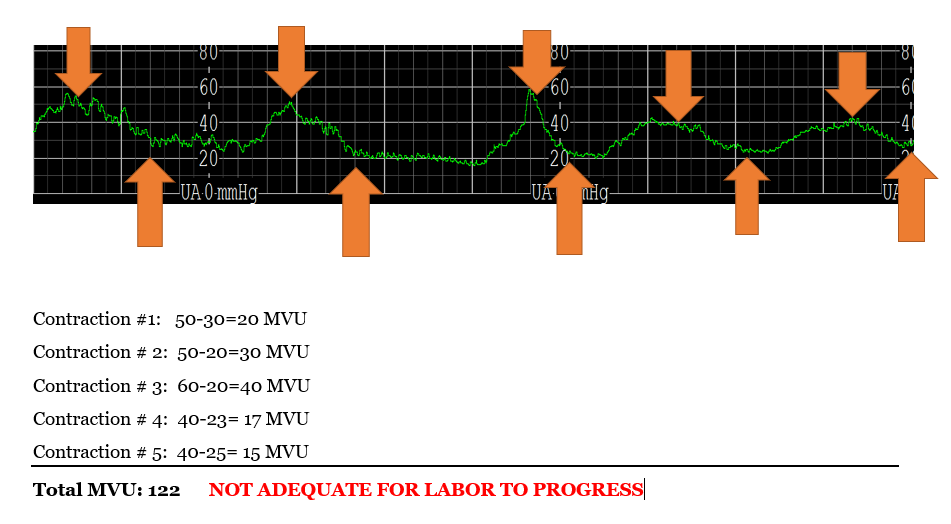 80 80 80
60 60 60
40 40 40
20 20 2
UA 0 mmHg UA mmHg UA
Contraction #1: 50-30=20 MVU
Contraction # 2: 50-20=30 MVU
Contraction # 3: 60-20=40 MVU
Contraction # 4: 40-23= 17 MVU
Contraction # 5: 40-25= 15 MVU
Total MVU: 122 NOT ADEQUATE FOR LABOR TO PROGRESS